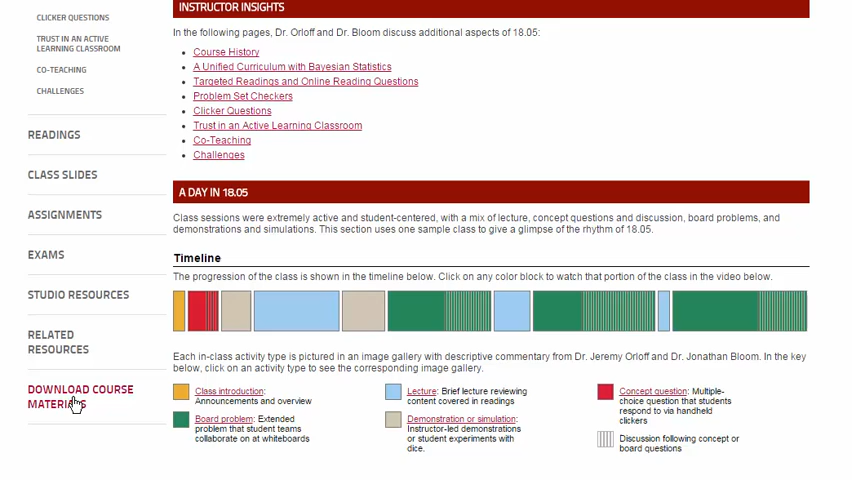 CLICKER QUESTIONS
TRUST IN AN ACTIVE
LEARNING CLASSROOM
CO-TEACHING
CHALLENGES
READINGS
CLASS SLIDES
ASSIGNMENTS
EXAMS
STUDIO RESOURCES
RELATED
RESOURCES
DOWNLOAD COURSE
MATERIALS
INSTRUCTOR INSIGHTS
In the following pages, Dr. Orloff and Dr. Bloom discuss additional aspects of 18.05:
Course History
A Unified Curriculum with Bayesian Statistics
Targeted Readings and Online Reading Questions
Problem Set Checkers
Clicker Questions
Trust in an Active Learning Classroom
Co-Teaching
Challenges
A DAY IN 18.05
Class sessions were extremely active and student-centered, with a mix of lecture, concept questions and discussion, board problems, and
demonstrations and simulations. This section uses one sample class to give a glimpse of the rhythm of 18.05.
Timeline
The progression of the class is shown in the timeline below. Click on any color block to watch that portion of the class in the video below.
Each in-class activity type is pictured in an image gallery with descriptive commentary from Dr. Jeremy Orloff and Dr. Jonathan Bloom. In the key
below, click on an activity type to see the corresponding image gallery.
Class introduction:
Announcements and overview
Board problem: Extended
problem that student teams
collaborate on at whiteboards
Lecture: Brief lecture reviewing
content covered in readings
Demonstration or simulation:
Instructor-led demonstrations
or student experiments with
dice.
Concept question: Multiple-
choice question that students
respond to via handheld
clickers
Discussion following concept or
board questions